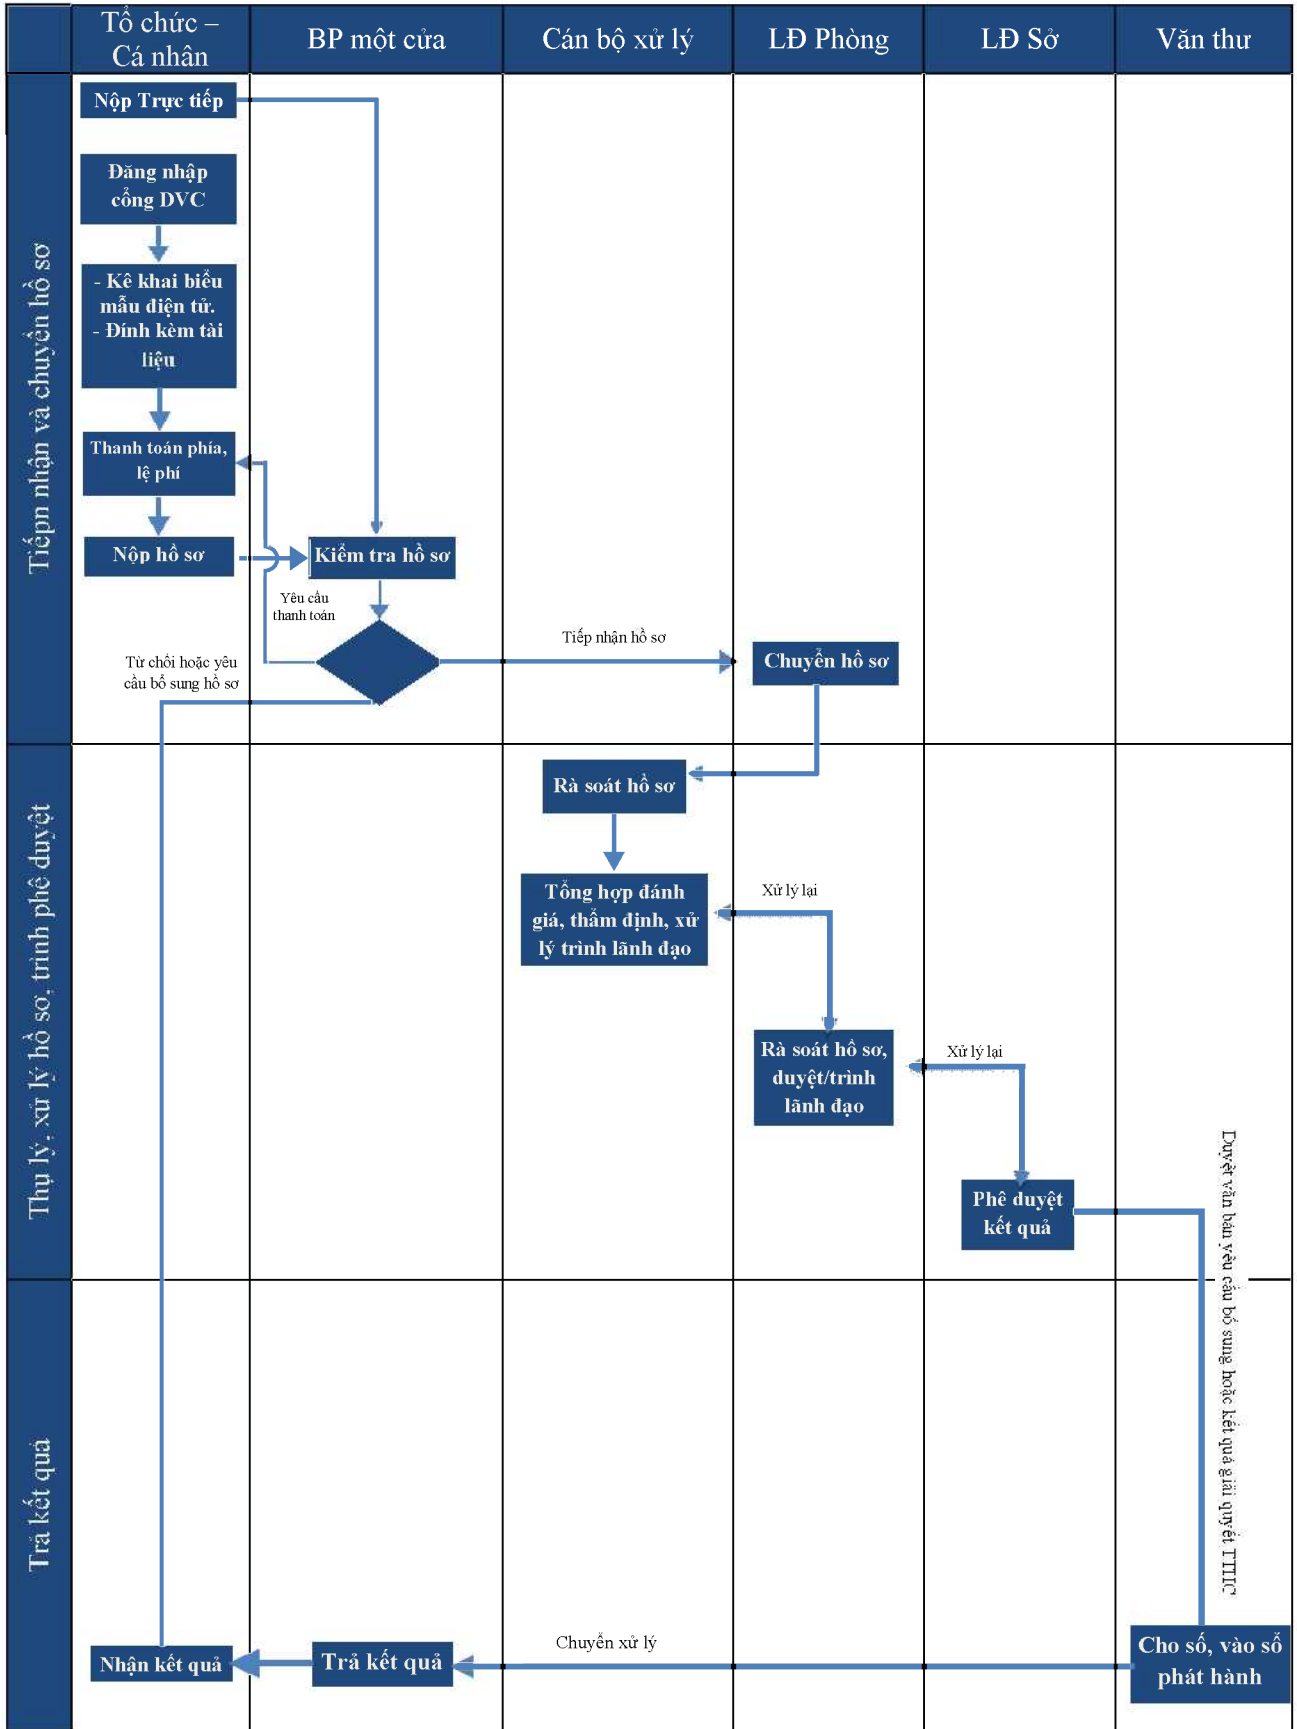 Tổ chức –
Cá nhân
BP một cửa
Cán bộ xử lý
LĐ Phòng
LĐ Sở
Văn thư
Tiếpn nhận và chuyển hồ sơ
Nộp Trực tiếp
Đăng nhập
cổng DVC
- Kê khai biểu
mẫu điện tử.
- Đính kèm tài
liệu
Thanh toán phía,
lệ phí
Nộp hồ sơ
Kiểm tra hồ sơ
Yêu cầu
thanh toán
Tiếp nhận hồ sơ
Chuyển hồ sơ
Từ chối hoặc yêu
cầu bổ sung hồ sơ
Thụ lý, xử lý hồ sơ, trình phê duyệt
Rà soát hồ sơ
Tổng hợp đánh
giá, thẩm định, xử
lý trình lãnh đạo
Xử lý lại
Rà soát hồ sơ,
duyệt/trình
lãnh đạo
Xử lý lại
Phê duyệt
kết quả
Duyệt văn bản yêu cầu bổ sung hoặc kết quả giải quyết TTHC
Trả kết quả
Nhận kết quả
Trả kết quả
Chuyển xử lý
Cho số, vào sổ
phát hành